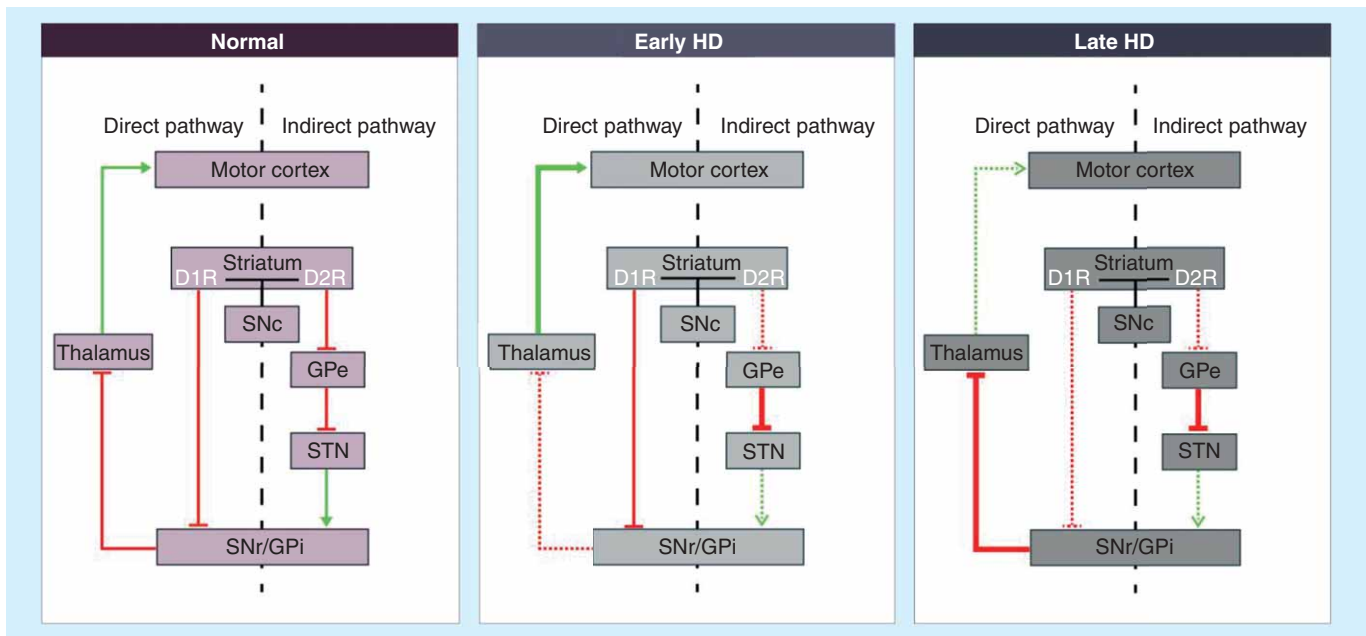 Normal
Direct pathway Indirect pathway
Motor cortex
Striatum
D1R D2R
SNc
Thalamus
GPe
STN
SNr/GPi
Early HD
Direct pathway Indirect pathway
Motor cortex
Striatum
D1R D2R
SNc
Thalamus
GPe
STN
SNr/GPi
Late HD
Direct pathway Indirect pathway
Motor cortex
Striatum
D1R D2R
SNc
Thalamus
GPe
STN
SNr/GPi